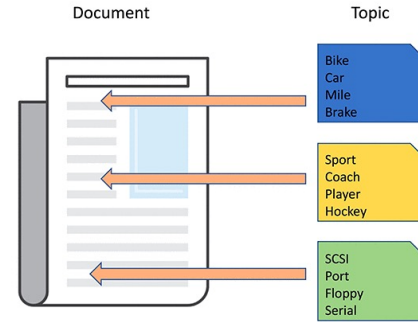 Document
Topic
Bike
Car
Mile
Brake
Sport
Coach
Player
Hockey
SCSI
Port
Floppy
Serial